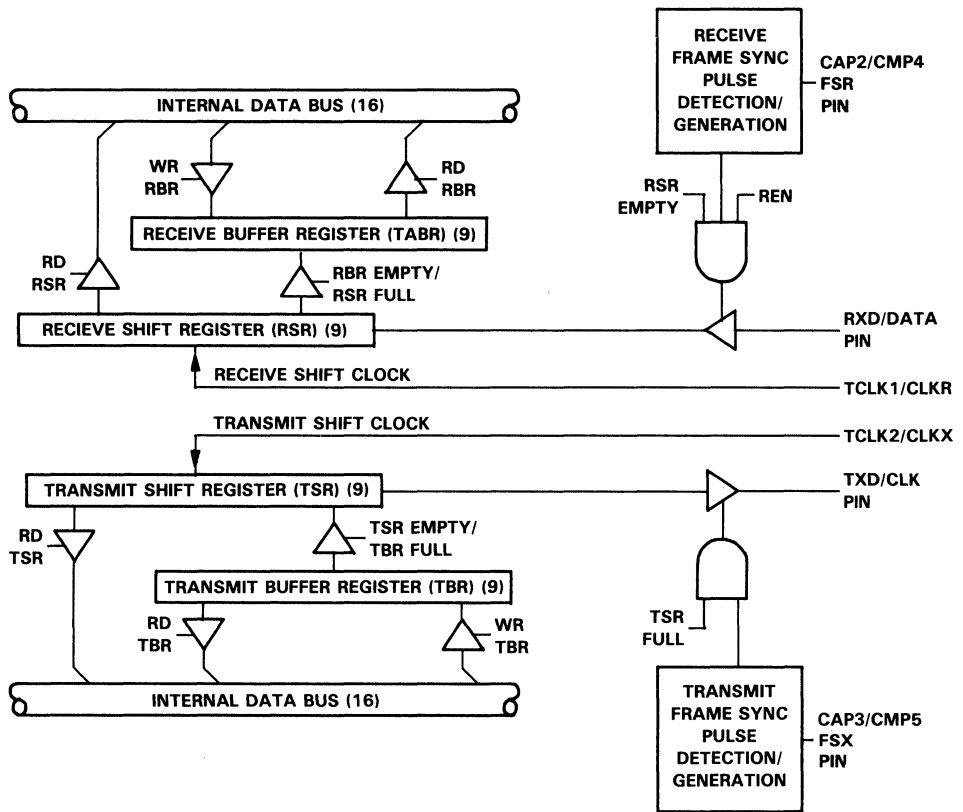 RECEIVE
FRAME SYNC
PULSE
DETECTION/
GENERATION
CAP2/CMP4
FSR
PIN
INTERNAL DATA BUS (16)
WR
RBR
RD
RBR
RSR
EMPTY
REN
RECEIVE BUFFER REGISTER (TABR) (9)
RD
RSR
RBR EMPTY/
RSR FULL
RECIEVE SHIFT REGISTER (RSR) (9)
RXD/DATA
PIN
RECEIVE SHIFT CLOCK
TCLK1/CLKR
TRANSMIT SHIFT CLOCK
TCLK2/CLKX
TRANSMIT SHIFT REGISTER (TSR) (9)
TXD/CLK
PIN
RD
TSR
TSR EMPTY/
TBR FULL
TRANSMIT BUFFER REGISTER (TBR) (9)
RD
TBR
WR
TBR
TSR
FULL
INTERNAL DATA BUS (16)
TRANSMIT
FRAME SYNC
PULSE
DETECTION/
GENERATION
CAP3/CMP5
FSX
PIN